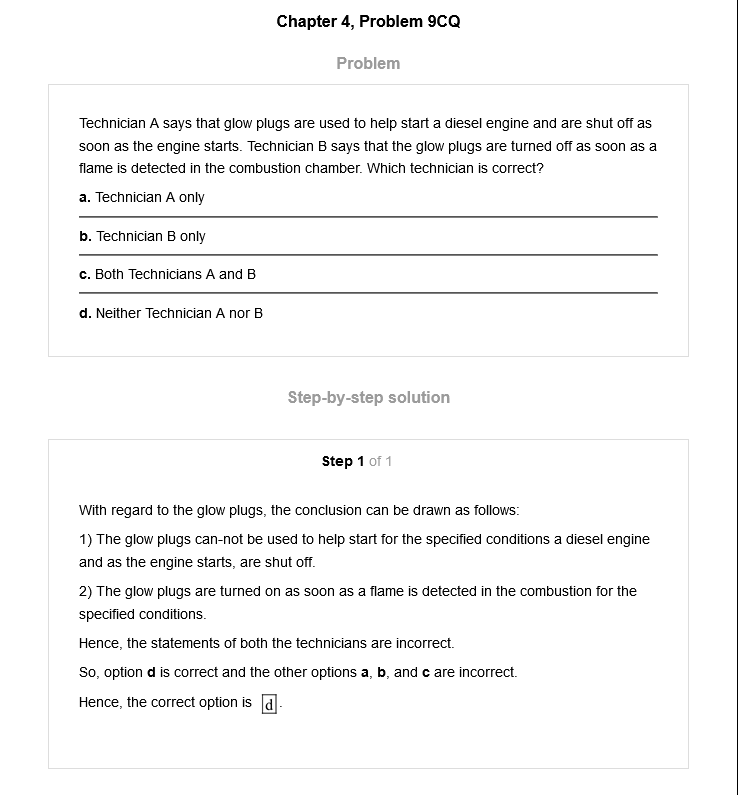 Chapter 4, Problem 9CQ
Problem
Technician A says that glow plugs are used to help start a diesel engine and are shut off as
soon as the engine starts. Technician B says that the glow plugs are turned off as soon as a
flame is detected in the combustion chamber. Which technician is correct?
a. Technician A only
b. Technician B only
c. Both Technicians A and B
d. Neither Technician A nor B
Step-by-step solution
Step 1 of 1
With regard to the glow plugs, the conclusion can be drawn as follows:
1) The glow plugs can-not be used to help start for the specified conditions a diesel engine
and as the engine starts, are shut off.
2) The glow plugs are turned on as soon as a flame is detected in the combustion for the
specified conditions.
Hence, the statements of both the technicians are incorrect.
So, option d is correct and the other options a, b, and c are incorrect.
Hence, the correct option is d.